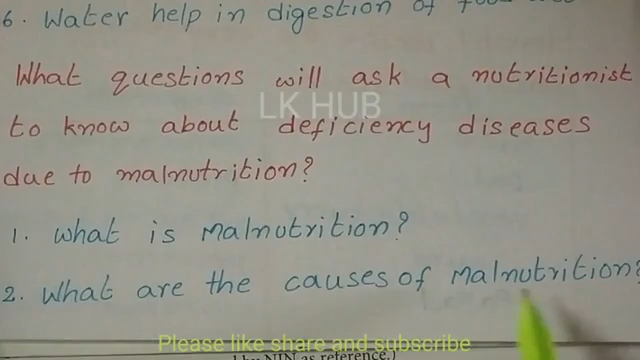 6. Water help in digestion of food
What questions will ask a nutritionist
LK HUB
to know about deficiency diseases
due to malnutrition?
1. What is Malnutrition?
2. What are the causes of Malnutrition?
Please like share and subscribe
by NIN as reference.)